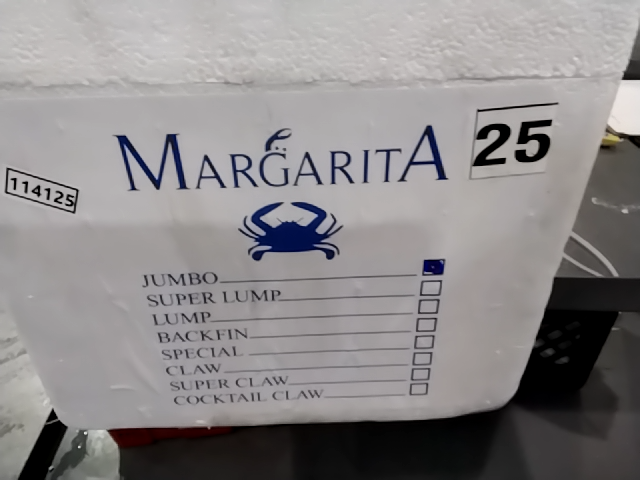 MARGARITA
25
114125
JUMBO
SUPER LUMP
LUMP
BACKFIN
SPECIAL
CLAW
SUPER CLAW
COCKTAIL CLAW